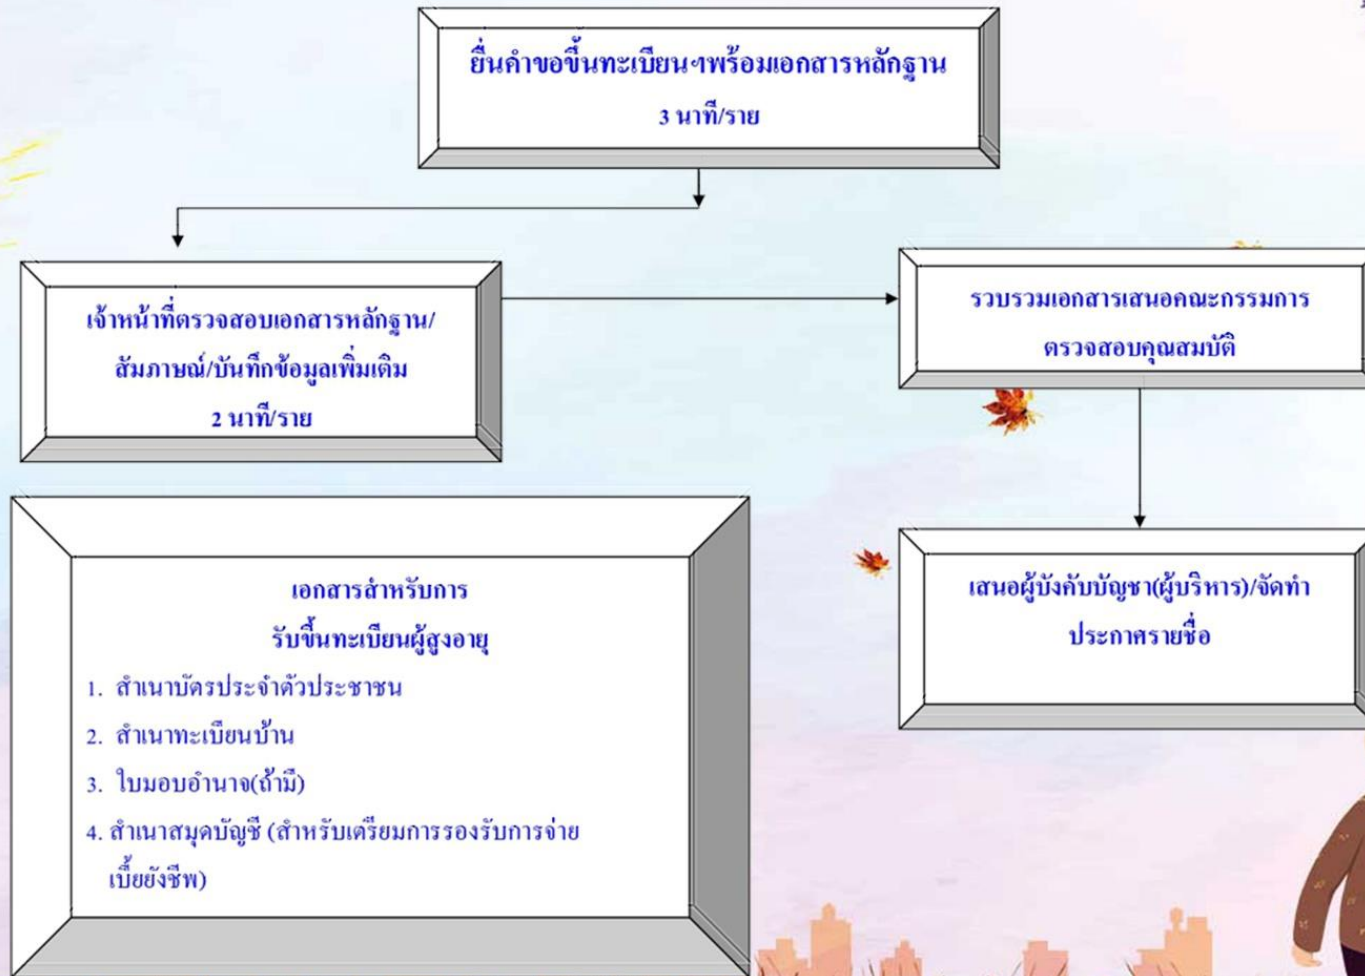 ยื่นคำขอขึ้นทะเบียนฯพร้อมเอกสารหลักฐาน
3 นาที/ราย
เจ้าหน้าที่ตรวจสอบเอกสารหลักฐาน/
สัมภาษณ์/บันทึกข้อมูลเพิ่มเติม
2 นาที/ราย
รวบรวมเอกสารเสนอคณะกรรมการ
ตรวจสอบคุณสมบัติ
เสนอผู้บังคับบัญชา(ผู้บริหาร)/จัดทำ
ประกาศรายชื่อ
เอกสารสำหรับการ
รับขึ้นทะเบียนผู้สูงอายุ
1. สำเนาบัตรประจำตัวประชาชน
2. สำเนาทะเบียนบ้าน
3. ใบมอบอำนาจ(ถ้ามี)
4. สำเนาสมุดบัญชี (สำหรับเตรียมการรองรับการจ่าย
เบี้ยยังชีพ)